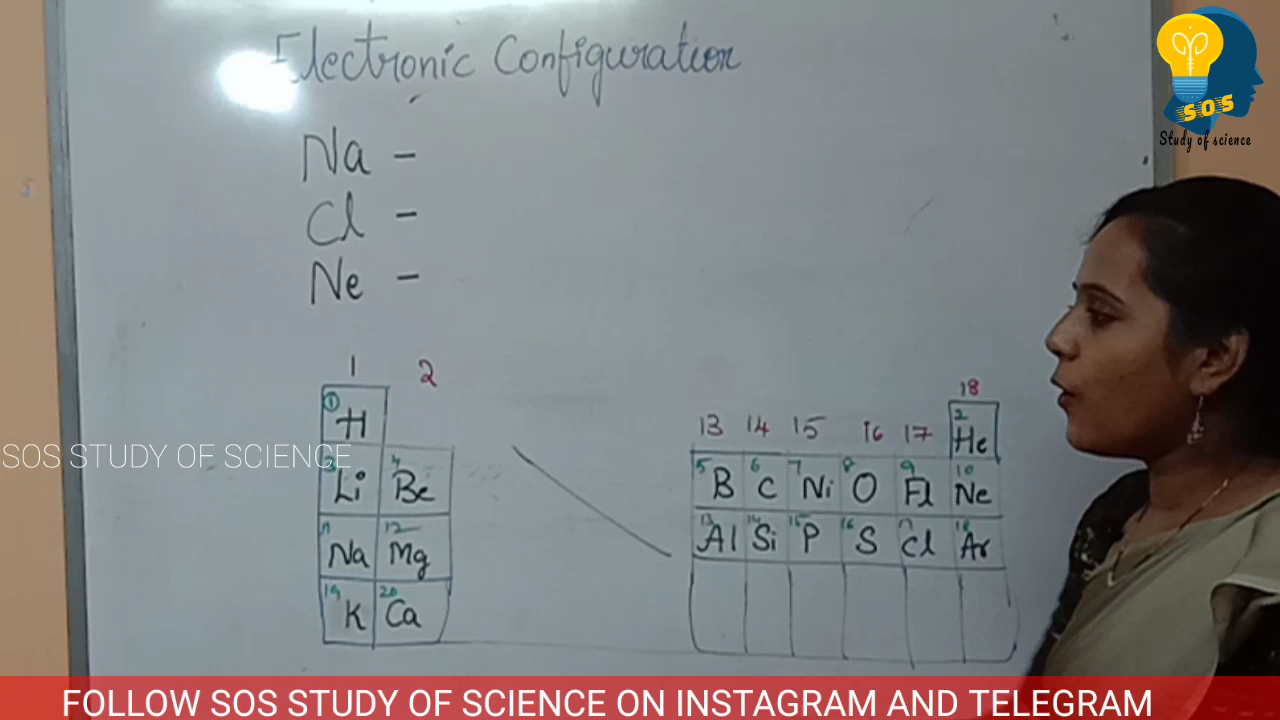 Electronic Configuration
SOS
Study of science
Na -
Cl -
Ne -
1 2
18
13 14 15 16 17
1 H
2 He
SOS STUDY OF SCIENCE
3 Li 4 Be
5 B 6 C 7 Ni 8 O 9 Fl 10 Ne
11 Na 12 Mg
13 Al 14 Si 15 P 16 S 17 Cl 18 Ar
19 K 20 Ca
FOLLOW SOS STUDY OF SCIENCE ON INSTAGRAM AND TELEGRAM